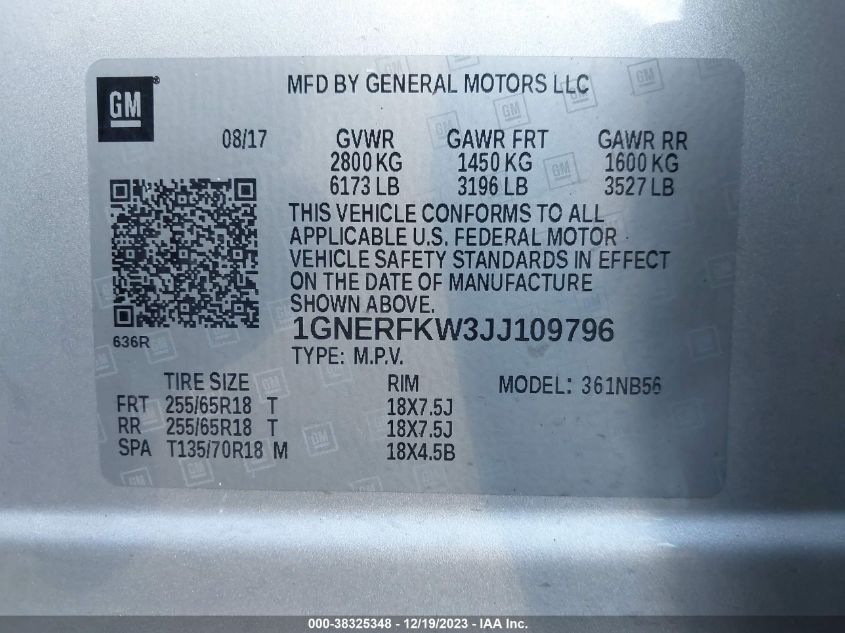 GM®
MFD BY GENERAL MOTORS LLC
08/17 GVWR GAWR FRT GAWR RR
2800 KG 1450 KG 1600 KG
6173 LB 3196 LB 3527 LB
THIS VEHICLE CONFORMS TO ALL
APPLICABLE U.S. FEDERAL MOTOR
VEHICLE SAFETY STANDARDS IN EFFECT
ON THE DATE OF MANUFACTURE
SHOWN ABOVE.
1GNERFKW3JJ109796
636R
TYPE: M.P.V.
TIRE SIZE RIM MODEL: 361NB56
FRT 255/65R18 T 18X7.5J
RR 255/65R18 T 18X7.5J
SPA T135/70R18 M 18X4.5B
000-38325348 - 12/19/2023 - IAA Inc.